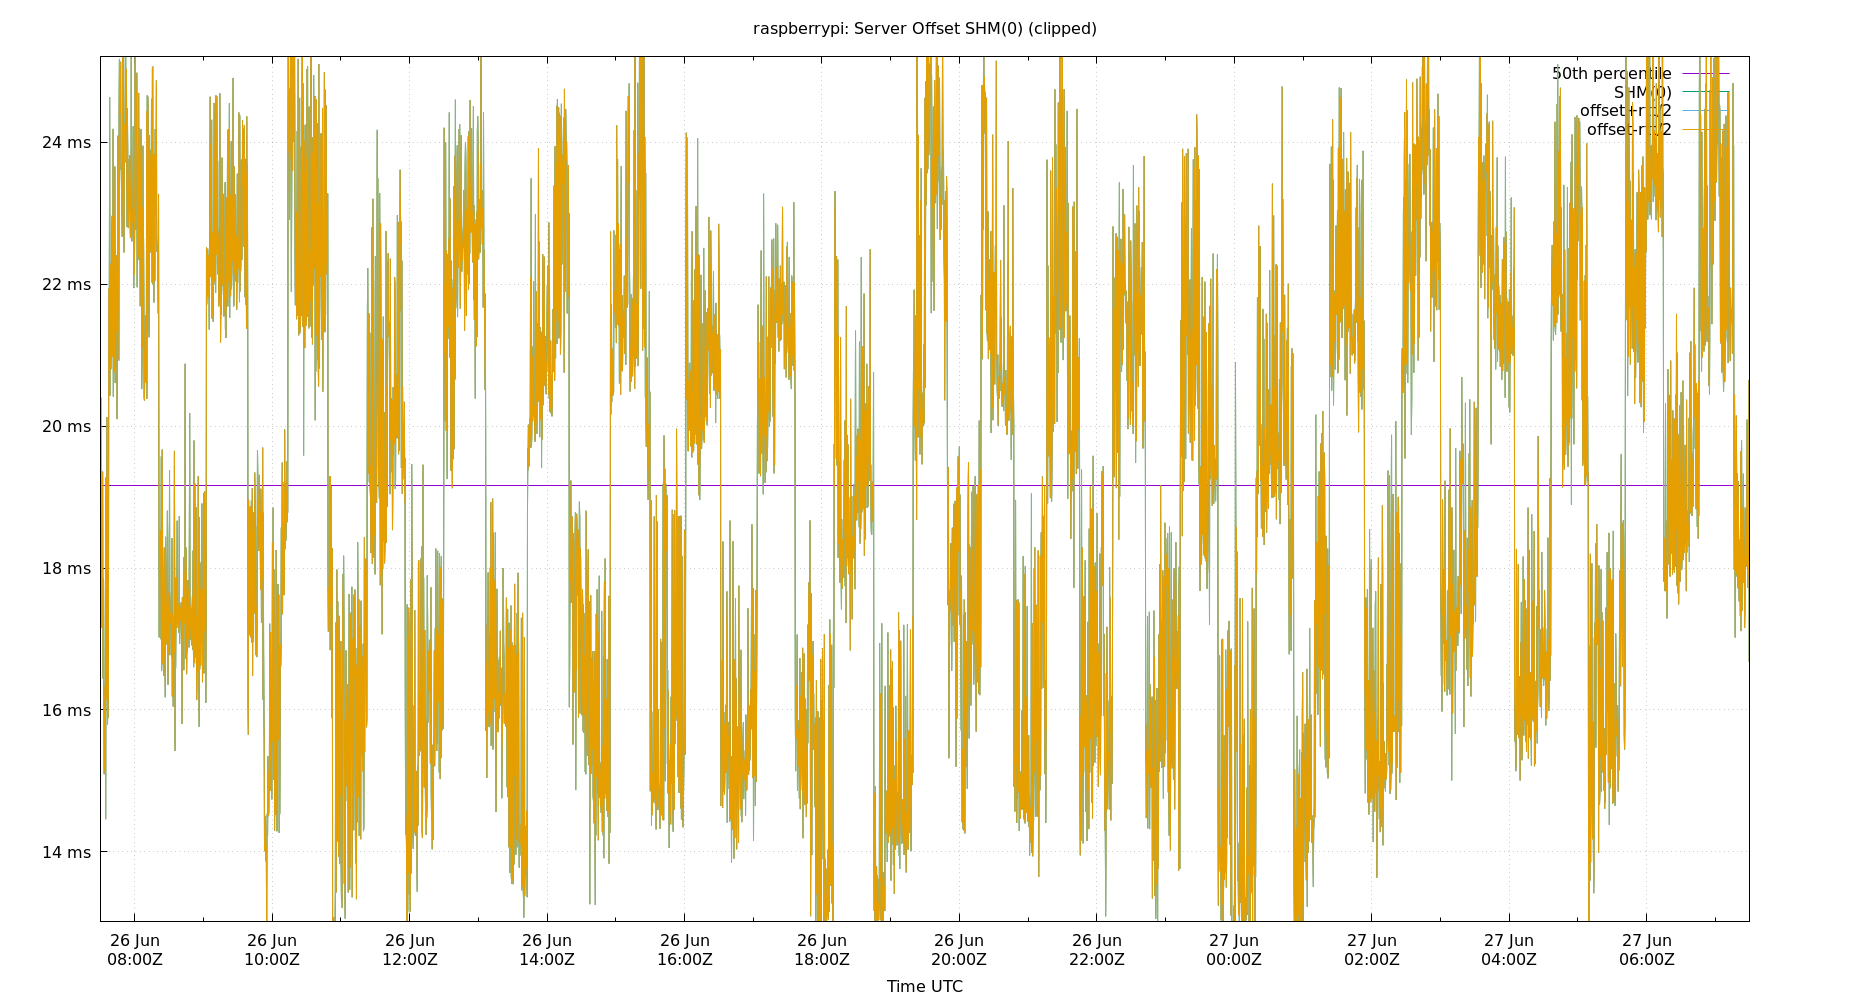 raspberrypi: Server Offset SHM(0) (clipped)
50th percentile
SHM(0)
offset+rtt/2
offset-rtt/2
24 ms
22 ms
20 ms
18 ms
16 ms
14 ms
26 Jun 26 Jun 26 Jun 26 Jun 26 Jun 26 Jun 26 Jun 26 Jun 27 Jun 27 Jun 27 Jun 27 Jun
08:00Z 10:00Z 12:00Z 14:00Z 16:00Z 18:00Z 20:00Z 22:00Z 00:00Z 02:00Z 04:00Z 06:00Z
Time UTC